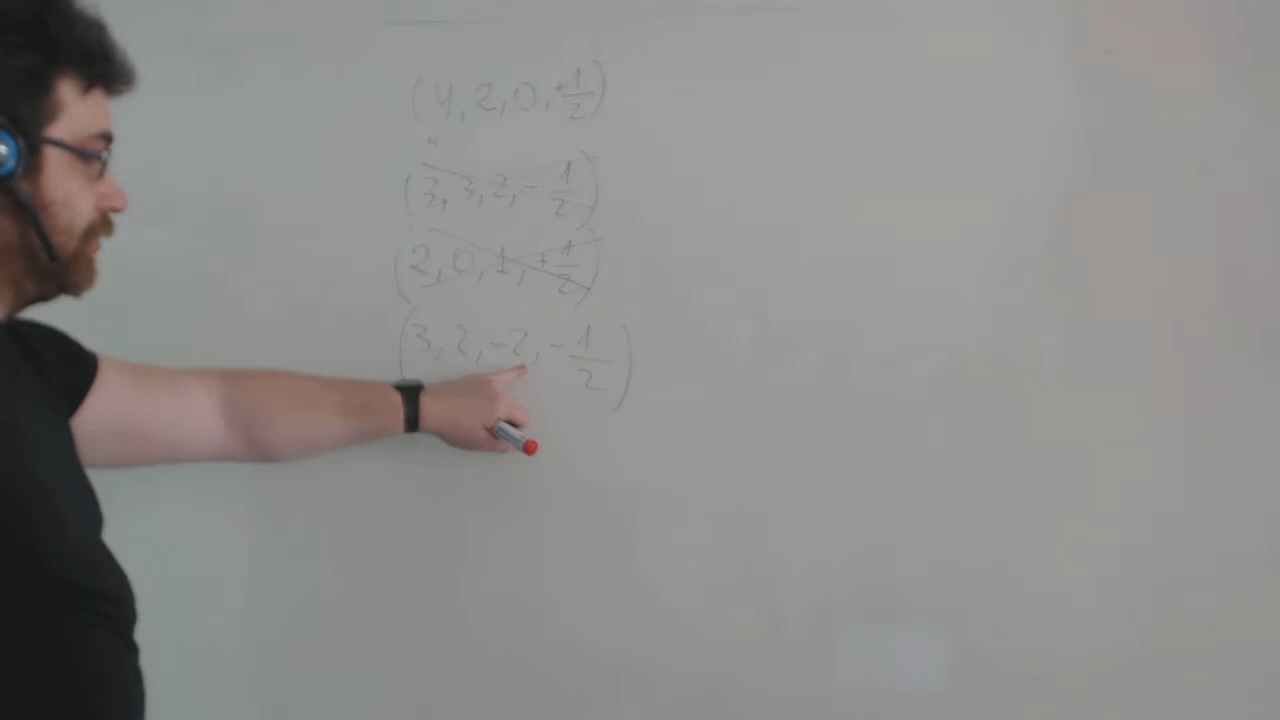 (4, 2, 0, +1/2)
(3, 3, 2, -1/2)
(2, 0, 1, +1/2)
(3, 2, -2, -1/2)